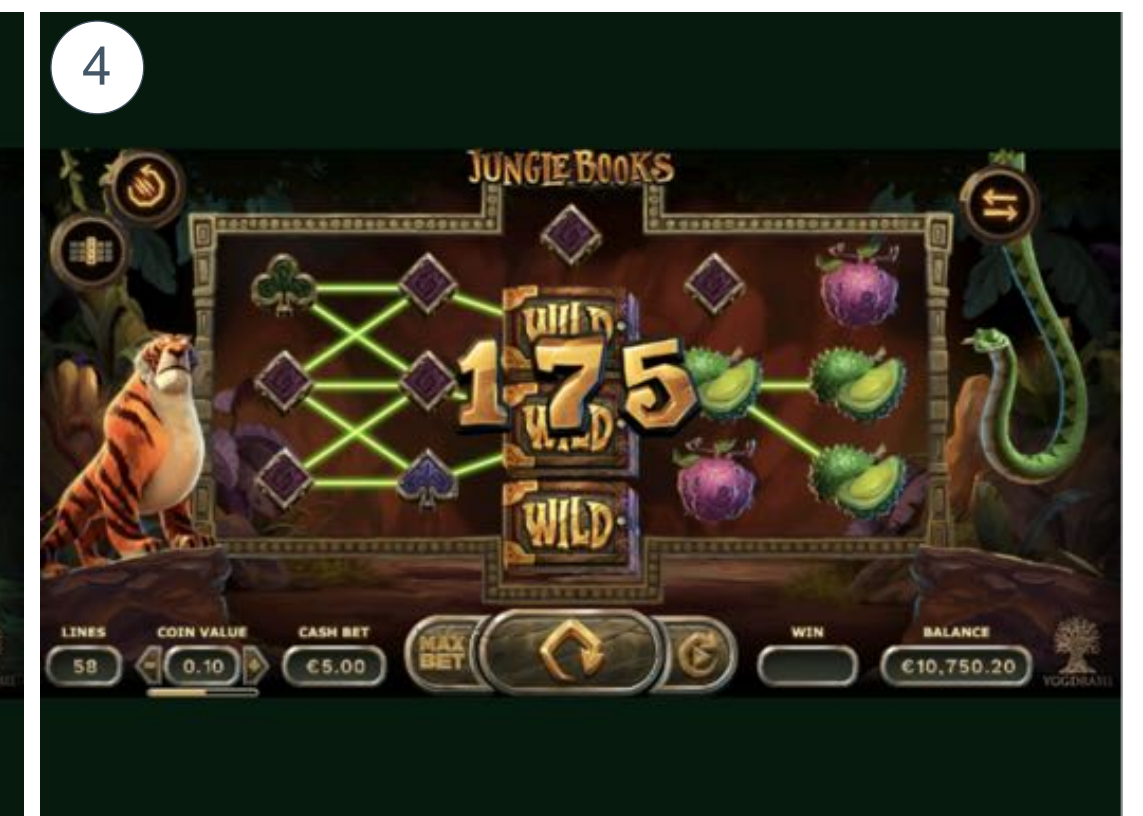 4
JUNGLE BOOKS
WILD
175
WILD
WILD
LINES
COIN VALUE
CASH BET
WIN
BALANCE
58
0.10
€5.00
MAX
BET
€10,750.20
YGGDRASIL